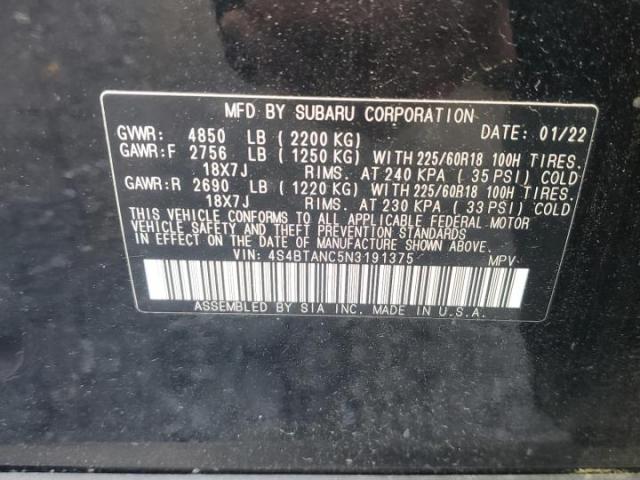 MFD BY SUBARU CORPORATION
DATE: 01/22
GVWR: 4850 LB (2200 KG)
GAWR:F 2756 LB (1250 KG) WITH 225/60R18 100H TIRES.
18X7J RIMS. AT 240 KPA (35 PSI) COLD
GAWR:R 2690 LB (1220 KG) WITH 225/60R18 100H TIRES.
18X7J RIMS. AT 230 KPA (33 PSI) COLD
THIS VEHICLE CONFORMS TO ALL APPLICABLE FEDERAL MOTOR
VEHICLE SAFETY AND THEFT PREVENTION STANDARDS
IN EFFECT ON THE DATE OF MANUFACTURE SHOWN ABOVE.
VIN: 4S4BTANC5N3191375 MPV
ASSEMBLED BY SIA INC. MADE IN U.S.A.